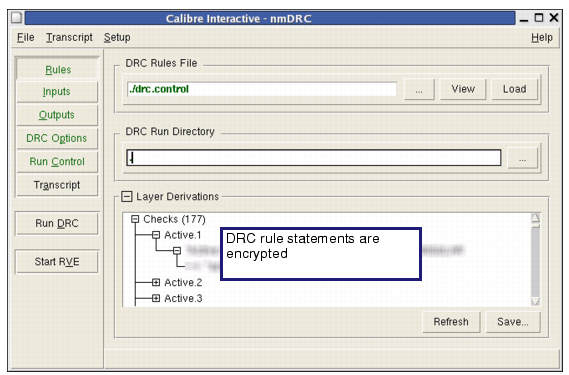 Calibre Interactive - nmDRC
File Transcript Setup Help
Rules
Inputs
Outputs
DRC Options
Run Control
Transcript
Run DRC
Start RVE
DRC Rules File
./drc.control ... View Load
DRC Run Directory
. ...
Layer Derivations
Checks (177)
Active.1
DRC rule statements are
encrypted
Active.2
Active.3
Refresh Save...